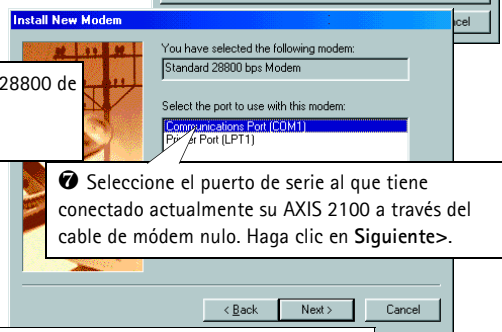 cel
Install New Modem
You have selected the following modem:
Standard 28800 bps Modem
28800 de
Select the port to use with this modem:
Communications Port (COM1)
Printer Port (LPT1)
❼ Seleccione el puerto de serie al que tiene
conectado actualmente su AXIS 2100 a través del
cable de módem nulo. Haga clic en Siguiente>.
< Back Next > Cancel